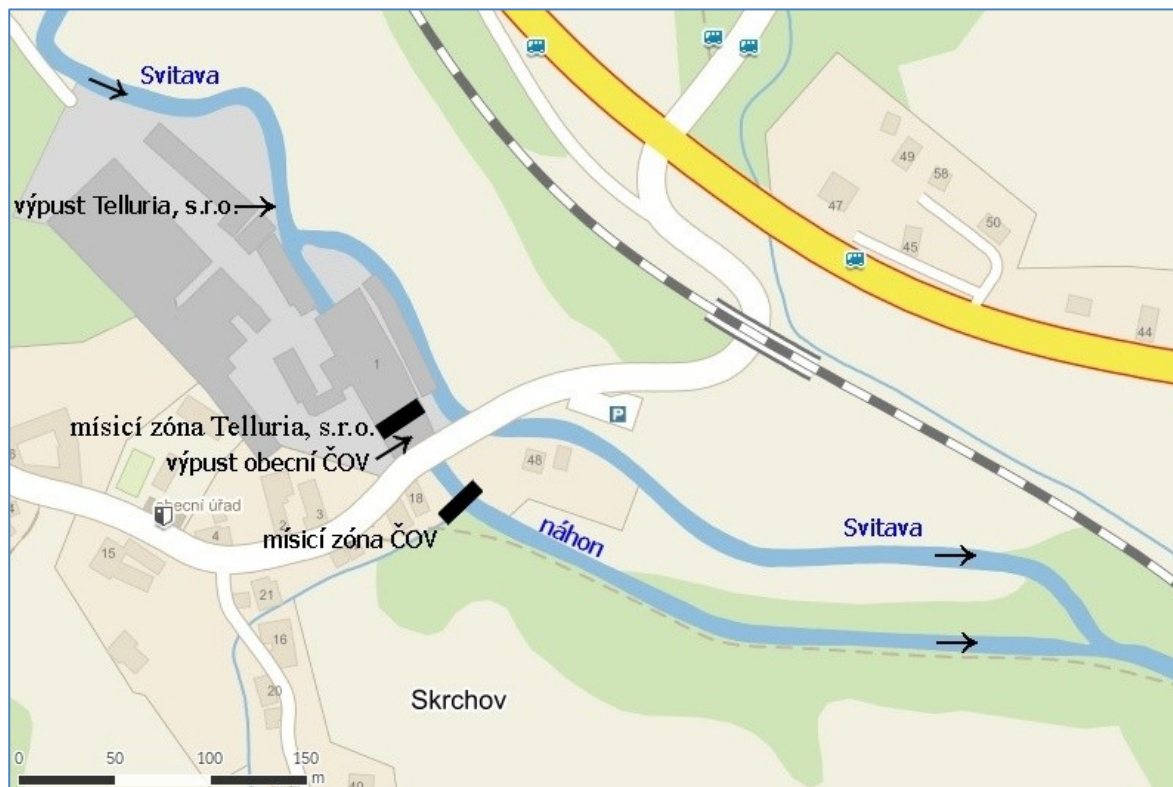 Svitava
49
58
47
50
45
výpust Telluria, s.r.o.
44
1
mísicí zóna Telluria, s.r.o.
P
výpust obecní ČOV
48
18
obecní úřad
2
3
4
náhon
mísicí zóna ČOV
Svitava
15
21
16
20
Skrchov
0 50 100 150
m